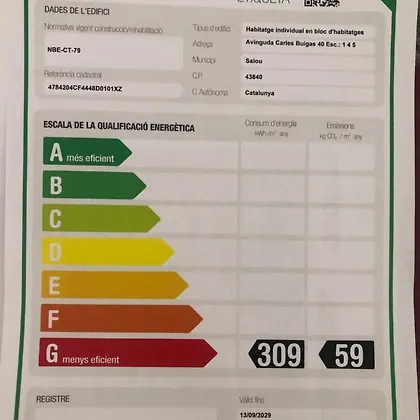 ETIQUETA
DADES DE L'EDIFICI
Normativa vigent construcció/rehabilitació
NBE-CT-79
Referència cadastral
4784204CF4448D0101XZ
Tipus d'edifici Habitatge individual en bloc d'habitatges
Adreça Avinguda Carles Buigas 40 Esc.: 1 4 5
Municipi Salou
C.P. 43840
C. Autònoma Catalunya
ESCALA DE LA QUALIFICACIÓ ENERGÈTICA
Consum d'energia
kWh/m² any
Emissions
kg CO₂ / m² any
A més eficient
B
C
D
E
F
G menys eficient 309 59
REGISTRE
Vàlid fins
13/09/2029